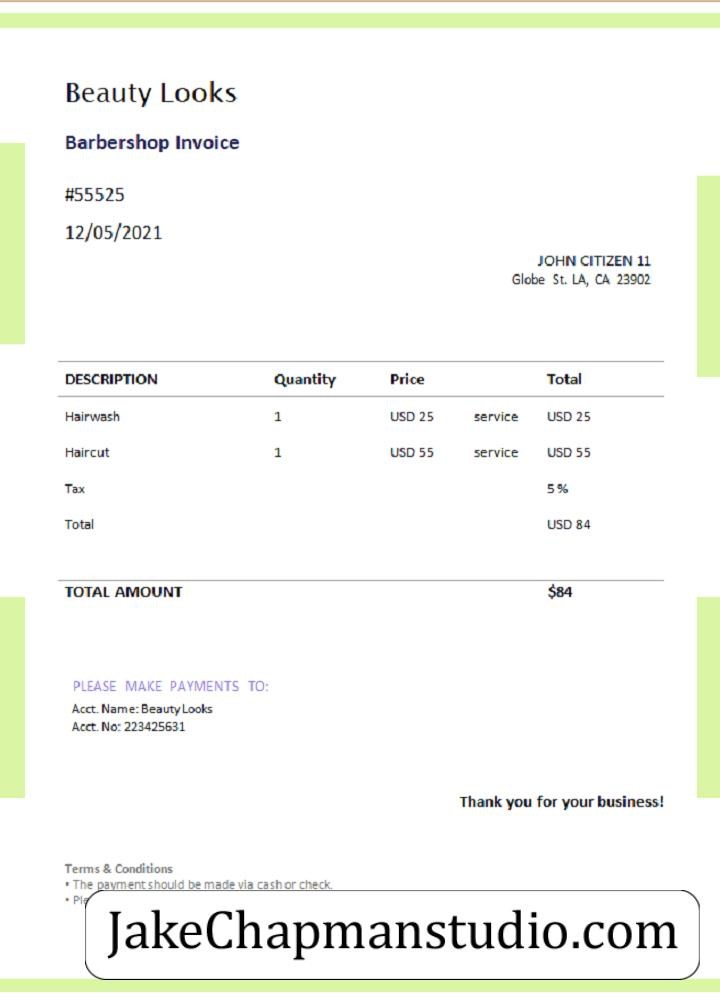 Beauty Looks
Barbershop Invoice
#55525
12/05/2021
JOHN CITIZEN 11
Globe St. LA, CA 23902
DESCRIPTION Quantity Price Total
Hairwash 1 USD 25 service USD 25
Haircut 1 USD 55 service USD 55
Tax 5%
Total USD 84
TOTAL AMOUNT $84
PLEASE MAKE PAYMENTS TO:
Acct. Name: Beauty Looks
Acct. No: 223425631
Thank you for your business!
Terms & Conditions
• The payment should be made via cash or check.
•
JakeChapmanstudio.com